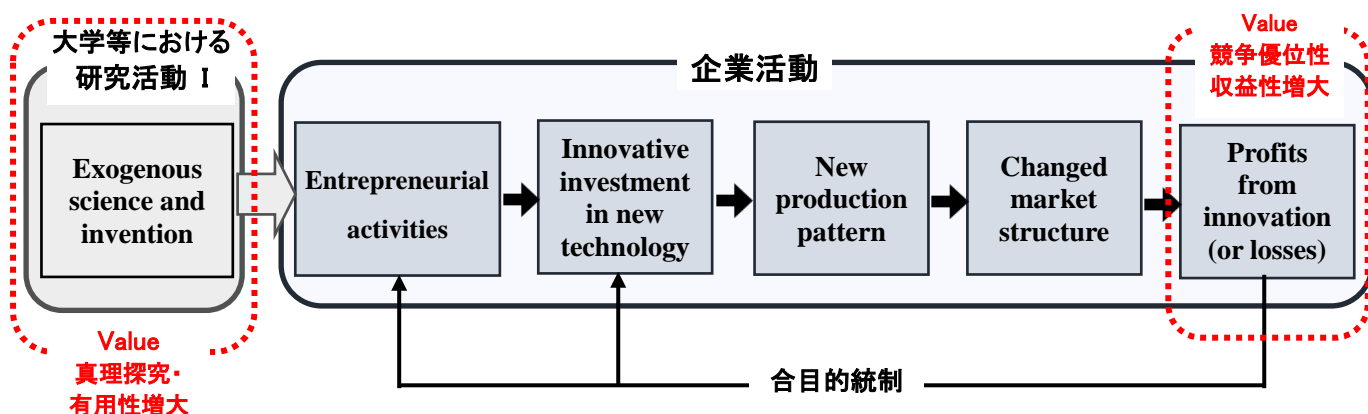 大学等における
研究活動 Ⅰ
Exogenous
science and
invention
Value
真理探究・
有用性増大
企業活動
Entrepreneurial
activities
Innovative
investment
in new
technology
New
production
pattern
Changed
market
structure
Value
競争優位性
収益性増大
Profits
from
innovation
(or losses)
合目的統制